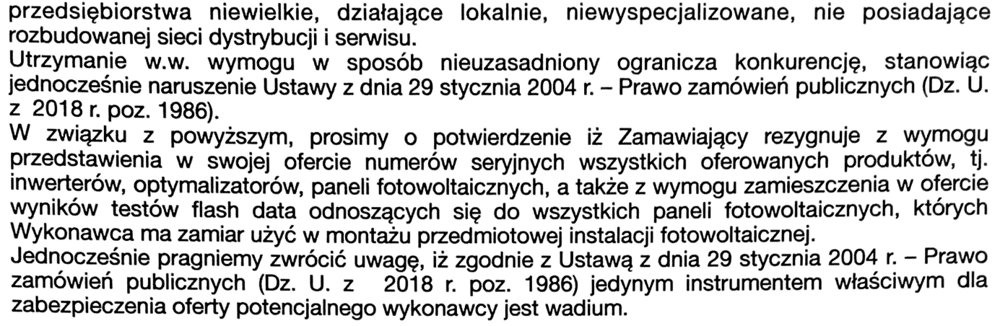 przedsiębiorstwa niewielkie, działające lokalnie, niewyspecjalizowane, nie posiadające
rozbudowanej sieci dystrybucji i serwisu.
Utrzymanie w.w. wymogu w sposób nieuzasadniony ogranicza konkurencję, stanowiąc
jednocześnie naruszenie Ustawy z dnia 29 stycznia 2004 r. – Prawo zamówień publicznych (Dz. U.
z 2018 r. poz. 1986).
W związku z powyższym, prosimy o potwierdzenie iż Zamawiający rezygnuje z wymogu
przedstawienia w swojej ofercie numerów seryjnych wszystkich oferowanych produktów, tj.
inwerterów, optymalizatorów, paneli fotowoltaicznych, a także z wymogu zamieszczenia w ofercie
wyników testów flash data odnoszących się do wszystkich paneli fotowoltaicznych, których
Wykonawca ma zamiar użyć w montażu przedmiotowej instalacji fotowoltaicznej.
Jednocześnie pragniemy zwrócić uwagę, iż zgodnie z Ustawą z dnia 29 stycznia 2004 r. – Prawo
zamówień publicznych (Dz. U. z 2018 r. poz. 1986) jedynym instrumentem właściwym dla
zabezpieczenia oferty potencjalnego wykonawcy jest wadium.